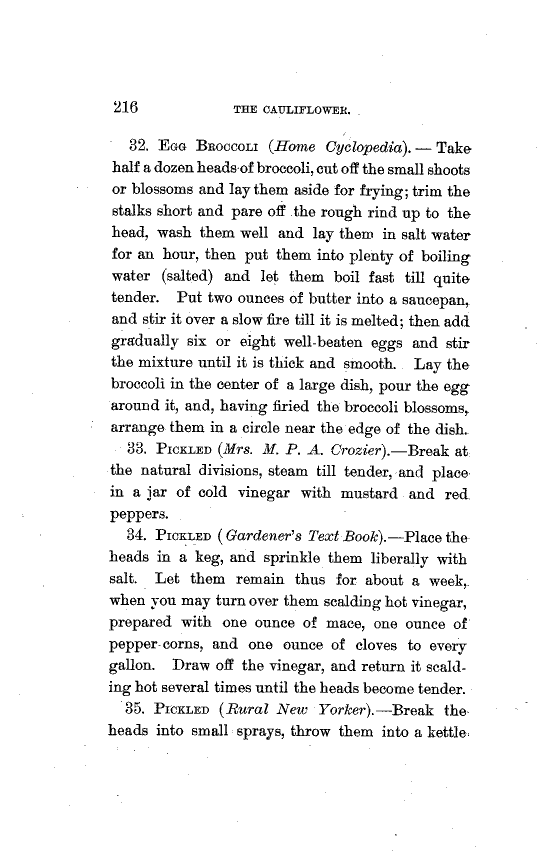 216 THE CAULIFLOWER.
32. EGG BROCCOLI (Home Cyclopedia). — Take
half a dozen heads of broccoli, cut off the small shoots
or blossoms and lay them aside for frying; trim the
stalks short and pare off the rough rind up to the
head, wash them well and lay them in salt water
for an hour, then put them into plenty of boiling
water (salted) and let them boil fast till quite
tender. Put two ounces of butter into a saucepan,
and stir it over a slow fire till it is melted; then add
gradually six or eight well-beaten eggs and stir
the mixture until it is thick and smooth. Lay the
broccoli in the center of a large dish, pour the egg
around it, and, having firied the broccoli blossoms,
arrange them in a circle near the edge of the dish.
33. PICKLED (Mrs. M. P. A. Crozier).—Break at
the natural divisions, steam till tender, and place
in a jar of cold vinegar with mustard and red
peppers.
34. PICKLED (Gardener's Text Book).—Place the
heads in a keg, and sprinkle them liberally with
salt. Let them remain thus for about a week,
when you may turn over them scalding hot vinegar,
prepared with one ounce of mace, one ounce of
pepper-corns, and one ounce of cloves to every
gallon. Draw off the vinegar, and return it scald-
ing hot several times until the heads become tender.
35. PICKLED (Rural New Yorker).—Break the
heads into small sprays, throw them into a kettle